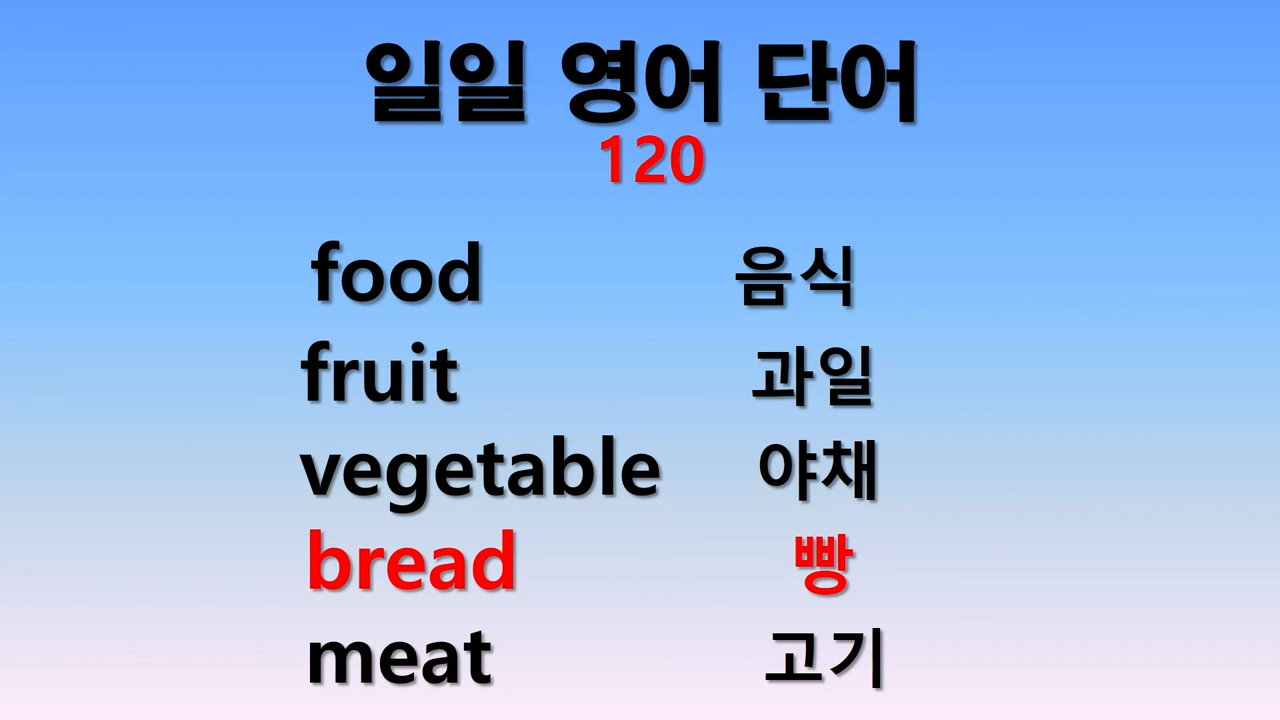 일일 영어 단어
120
food 음식
fruit 과일
vegetable 야채
bread 빵
meat 고기